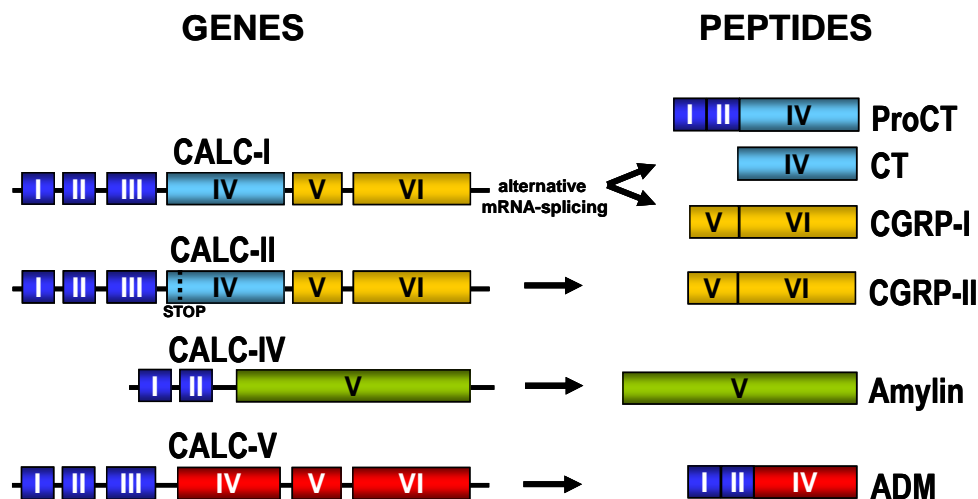 GENES PEPTIDES
I II IV ProCT
CALC-I
IV CT
I II III IV V VI
alternative
mRNA-splicing
V VI CGRP-I
CALC-II
I II III IV V VI
V VI CGRP-II
STOP
CALC-IV
I II V
V Amylin
CALC-V
I II III IV V VI
I II IV ADM